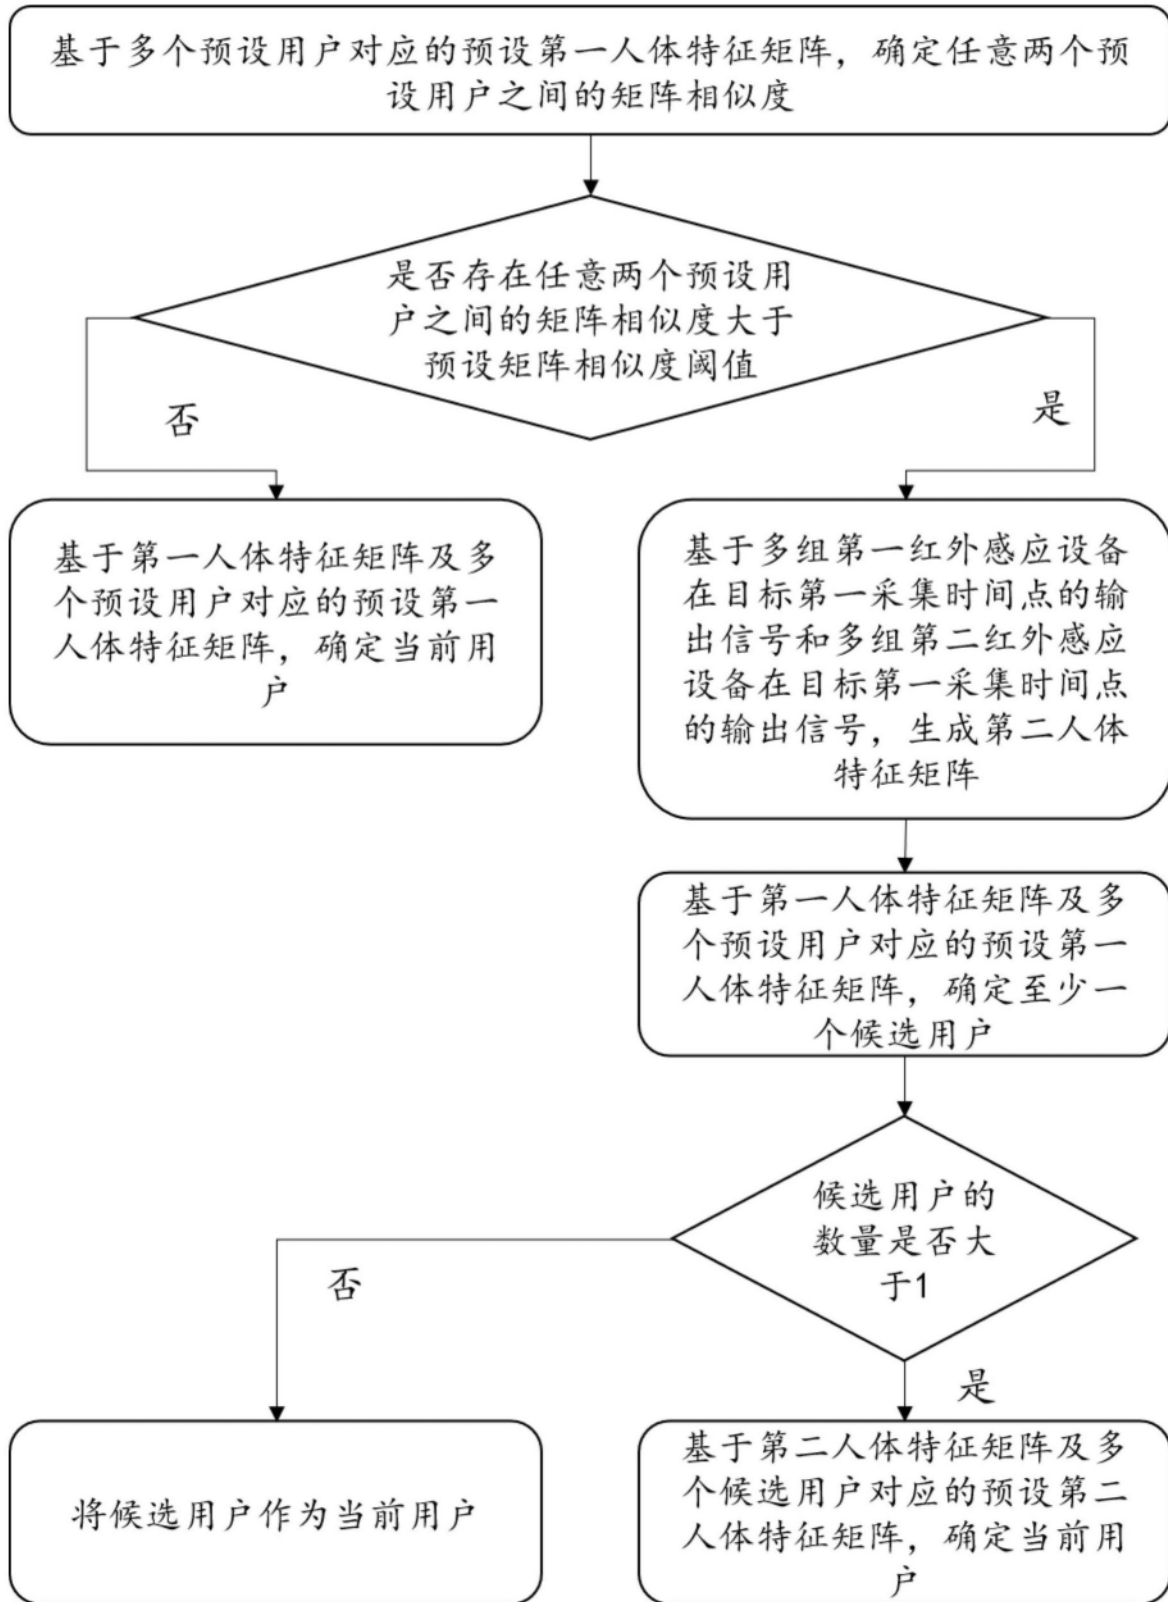 基于多个预设用户对应的预设第一人体特征矩阵，确定任意两个预
设用户之间的矩阵相似度
是否存在任意两个预设用
户之间的矩阵相似度大于
预设矩阵相似度阈值
否
是
基于第一人体特征矩阵及多
个预设用户对应的预设第一
人体特征矩阵，确定当前用
户
基于多组第一红外感应设备
在目标第一采集时间点的输
出信号和多组第二红外感应
设备在目标第一采集时间点
的输出信号，生成第二人体
特征矩阵
基于第一人体特征矩阵及多
个预设用户对应的预设第一
人体特征矩阵，确定至少一
个候选用户
候选用户的
数量是否大
于1
否
是
将候选用户作为当前用户
基于第二人体特征矩阵及多
个候选用户对应的预设第二
人体特征矩阵，确定当前用
户